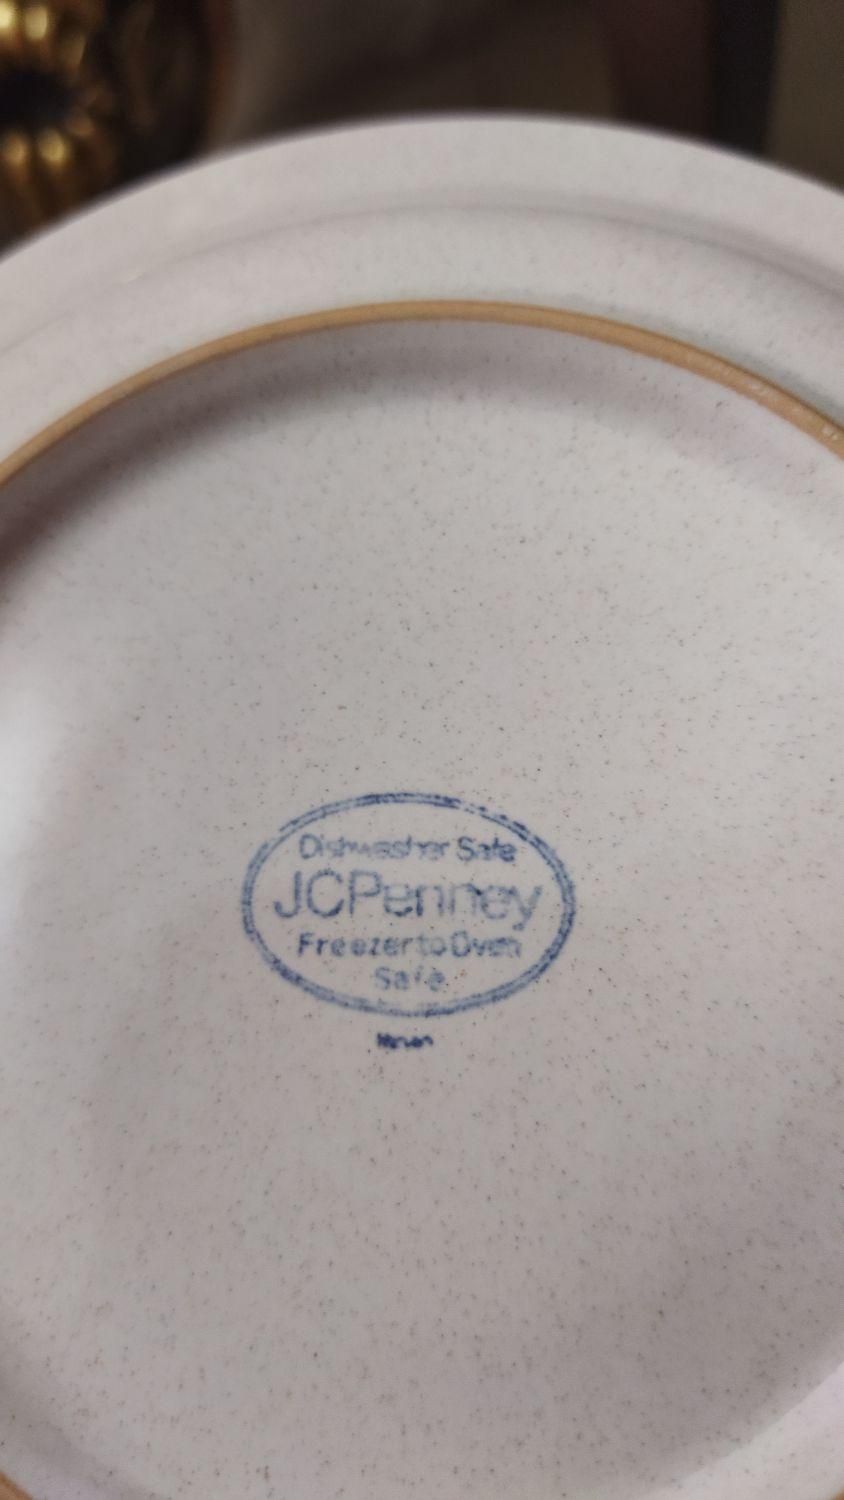 Dishwasher Safe
JCPenney
Freezer to Oven
Safe